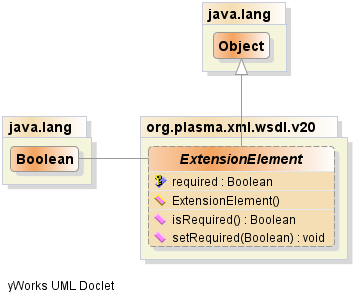 java.lang
Object
java.lang
Boolean
org.plasma.xml.wsdl.v20
ExtensionElement
required : Boolean
ExtensionElement()
isRequired() : Boolean
setRequired(Boolean) : void
yWorks UML Doclet